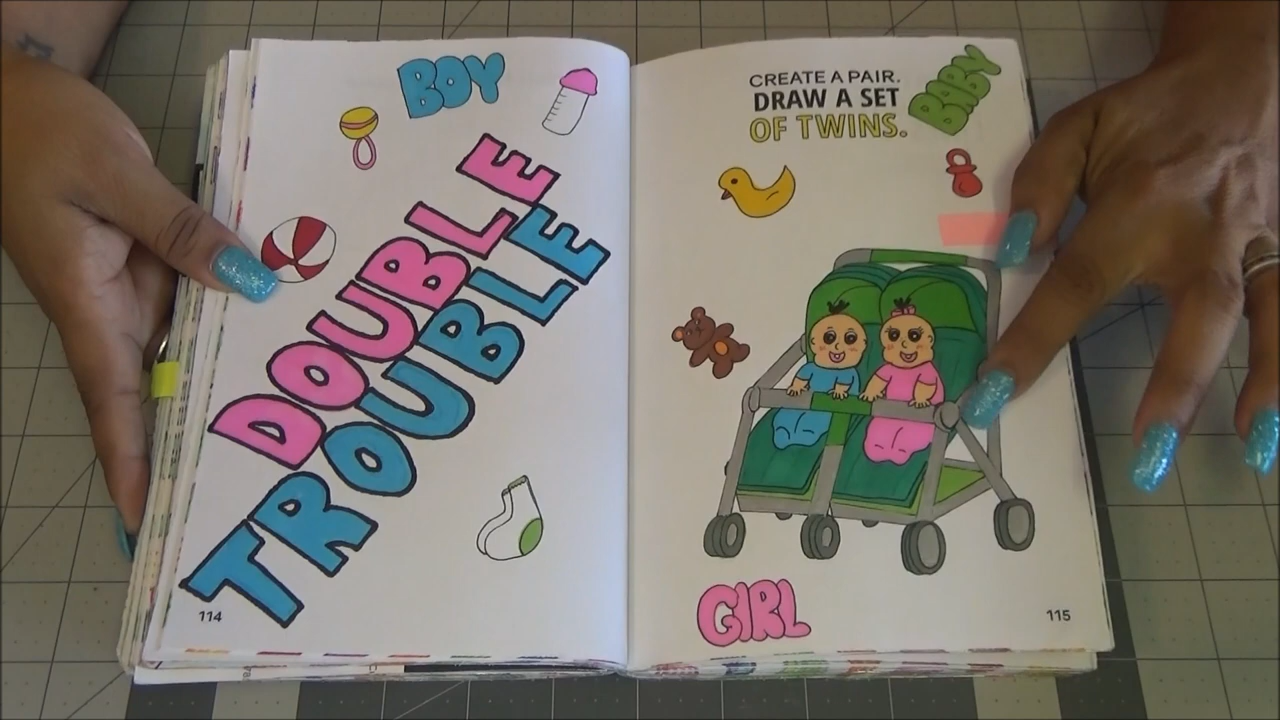 BOY
DOUBLE
TROUBLE
114
CREATE A PAIR.
DRAW A SET
OF TWINS.
BABY
GIRL
115